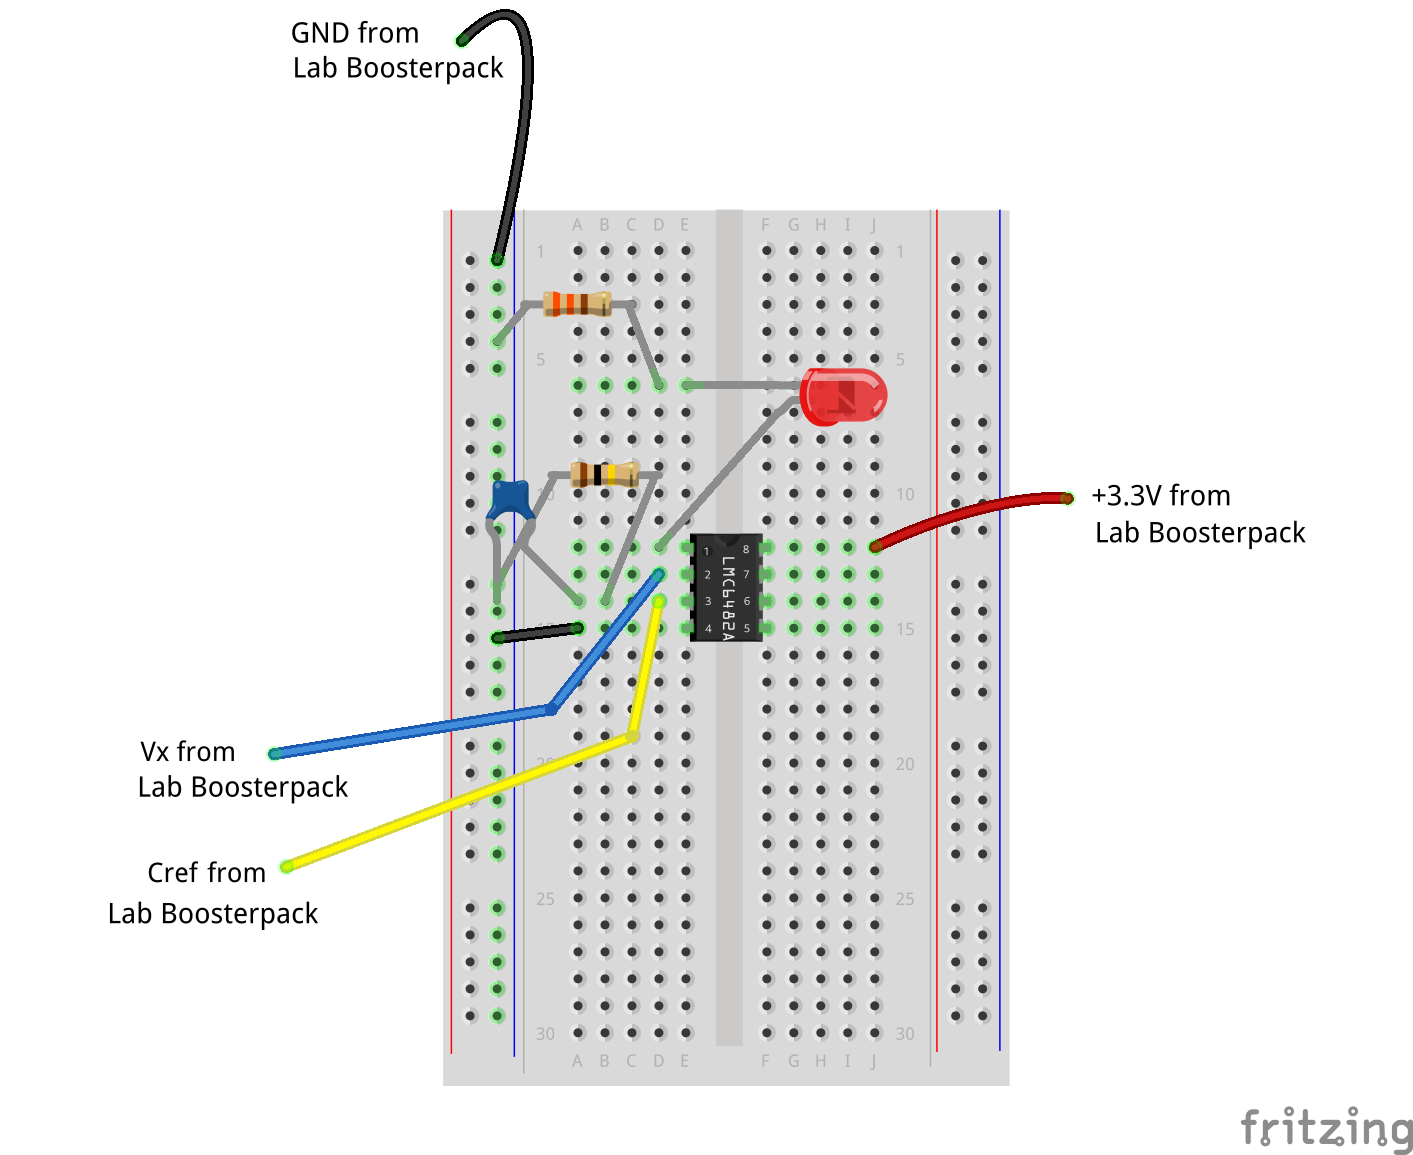 GND from
Lab Boosterpack
A B C D E F G H I J
1 1
5 5
+3.3V from
Lab Boosterpack
10 10
1 8
2 7
3 6
4 5
LMC6482A
15
Vx from
Lab Boosterpack
20 20
Cref from
Lab Boosterpack
25 25
30 30
A B C D E F G H I J
fritzing